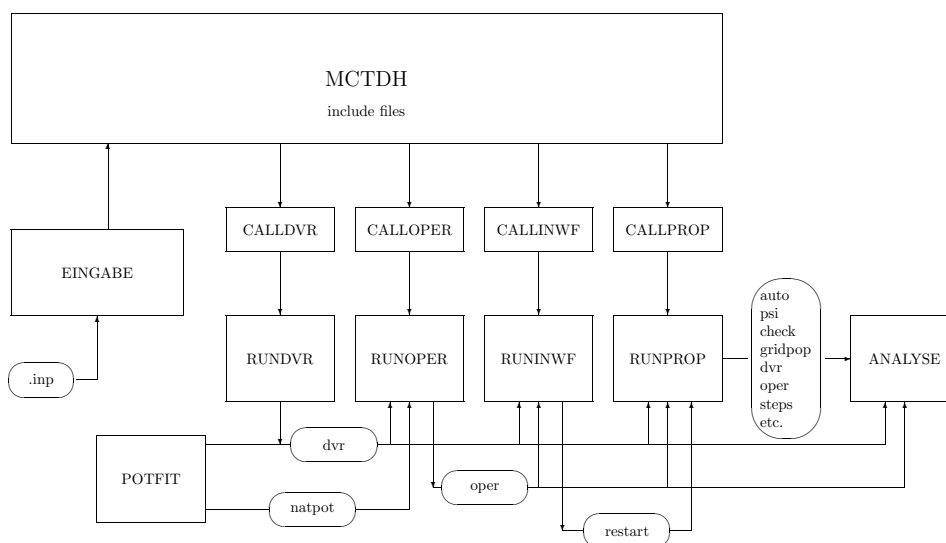 MCTDH
include files
CALLDVR
CALLOPER
CALLINWF
CALLPROP
EINGABE
auto
psi
check
gridpop
dvr
oper
steps
etc.
RUNDVR
RUNOPER
RUNINWF
RUNPROP
ANALYSE
.inp
dvr
POTFIT
oper
natpot
restart